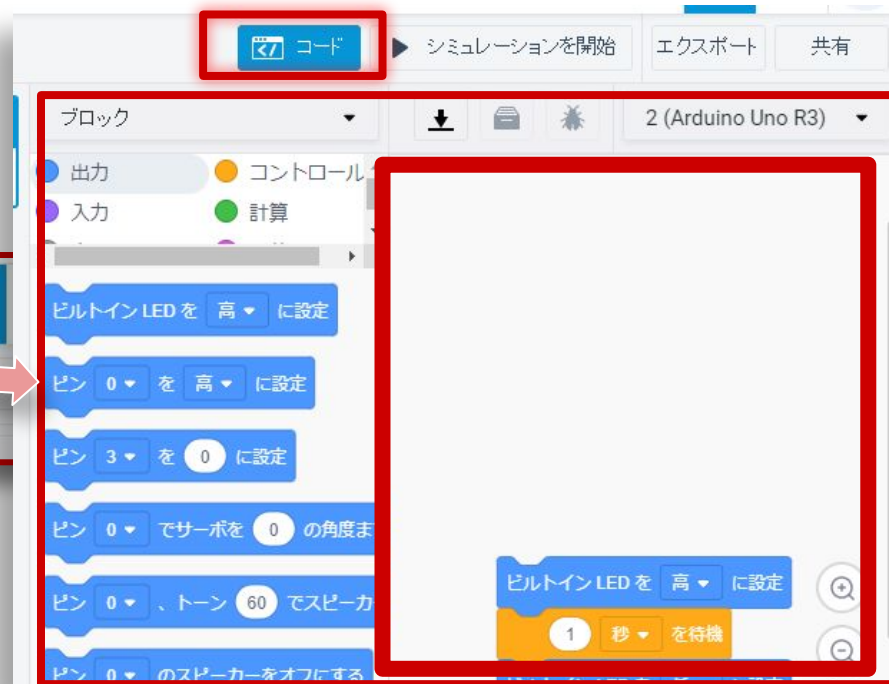 コード
シミュレーションを開始
エクスポート
共有
ブロック
2 (Arduino Uno R3)
出力
コントロール
入力
計算
ビルトイン LED を 高 に設定
ピン 0 を 高 に設定
ピン 3 を 0 に設定
ピン 0 でサーボを 0 の角度ま
ピン 0 、トーン 60 でスピーカ
ピン 0 のスピーカーをオフにする
ビルトイン LED を 高 に設定
1 秒 を待機